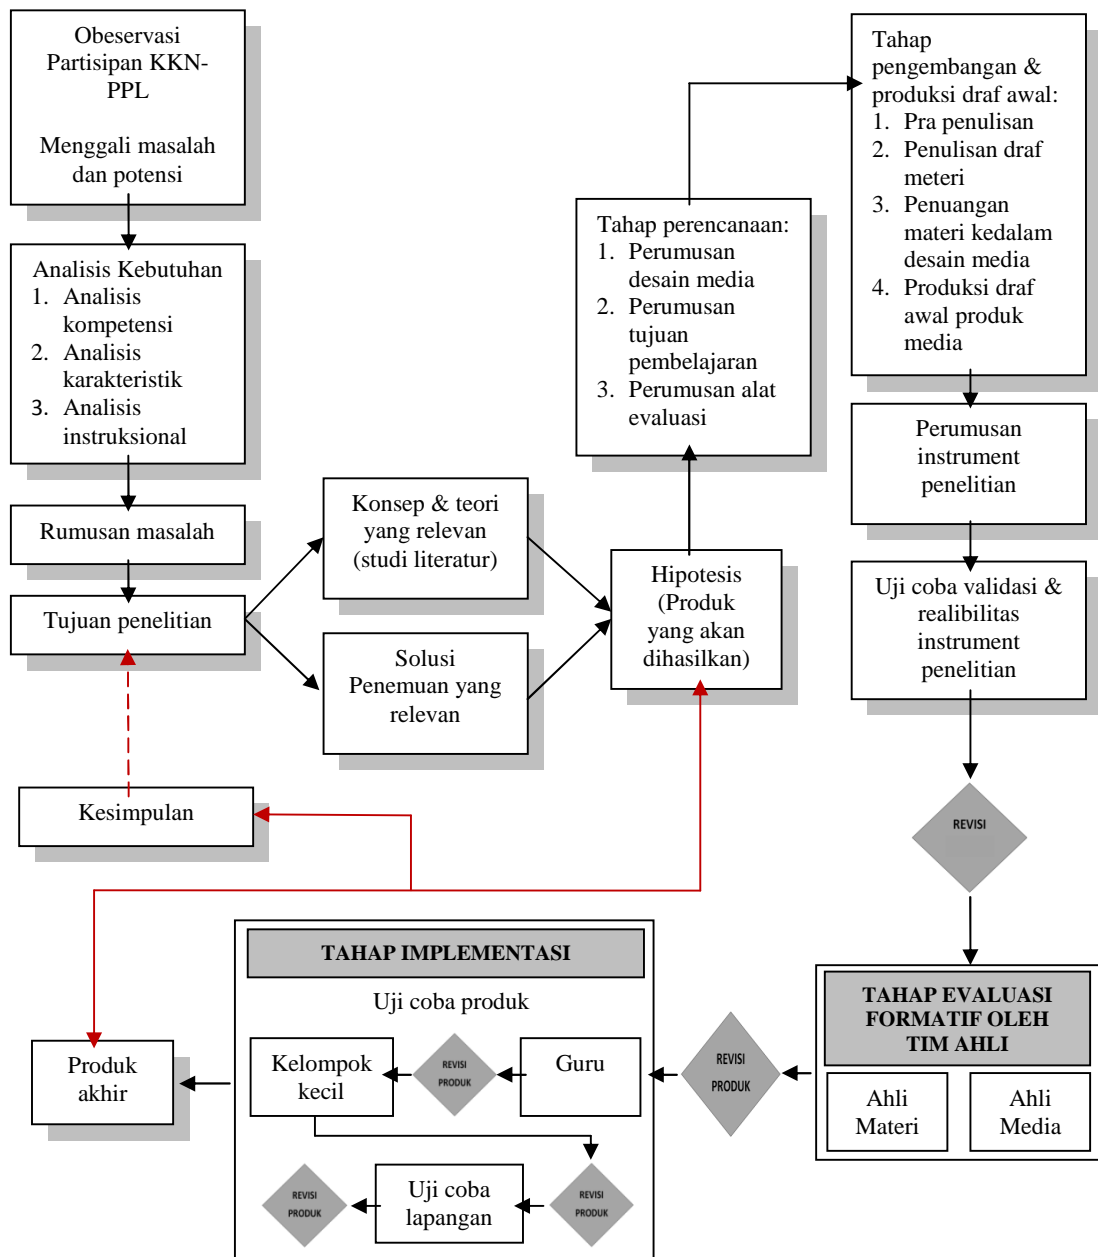 Obeservasi
Partisipan KKN-
PPL
Menggali masalah
dan potensi
Analisis Kebutuhan
1. Analisis
kompetensi
2. Analisis
karakteristik
3. Analisis
instruksional
Rumusan masalah
Tujuan penelitian
Konsep & teori
yang relevan
(studi literatur)
Solusi
Penemuan yang
relevan
Hipotesis
(Produk
yang akan
dihasilkan)
Tahap perencanaan:
1. Perumusan
desain media
2. Perumusan
tujuan
pembelajaran
3. Perumusan alat
evaluasi
Tahap
pengembangan &
produksi draf awal:
1. Pra penulisan
2. Penulisan draf
meteri
3. Penuangan
materi kedalam
desain media
4. Produksi draf
awal produk
media
Perumusan
instrument
penelitian
Uji coba validasi &
realibilitas
instrument
penelitian
REVISI
TAHAP EVALUASI
FORMATIF OLEH
TIM AHLI
Ahli
Materi
Ahli
Media
REVISI
PRODUK
TAHAP IMPLEMENTASI
Uji coba produk
Guru
REVISI
PRODUK
Kelompok
kecil
REVISI
PRODUK
Uji coba
lapangan
REVISI
PRODUK
Produk
akhir
Kesimpulan